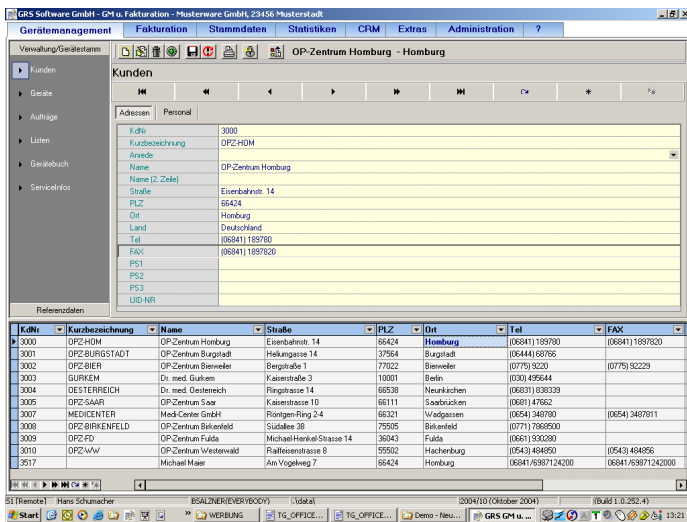 GRS Software GmbH - GM u. Fakturation - Musterware GmbH, 23456 Musterstadt
Gerätemanagement Fakturation Stammdaten Statistiken CRM Extras Administration ?
Verwaltung/Gerätestamm
OP-Zentrum Homburg - Homburg
Kunden
Geräte
Aufträge
Listen
Gerätebuch
ServiceInfos
Referenzdaten
Kunden
Adressen Personal
KdNr 3000
Kurzbezeichnung OPZ-HOM
Anrede
Name OP-Zentrum Homburg
Name (2. Zeile)
Straße Eisenbahnstr. 14
PLZ 66424
Ort Homburg
Land Deutschland
Tel (06841) 189780
FAX (06841) 1897820
PS1
PS2
PS3
UID-NR
KdNr Kurzbezeichnung Name Straße PLZ Ort Tel FAX
3000 OPZ-HOM OP-Zentrum Homburg Eisenbahnstr. 14 66424 Homburg (06841) 189780 (06841) 1897820
3001 OPZ-BURGSTADT OP-Zentrum Burgstadt Heliumgasse 14 37564 Burgstadt (06444) 68766
3002 OPZ-BIER OP-Zentrum Bierweiler Bergstraße 1 77022 Bierweiler (0775) 9220 (0775) 92229
3003 GURKEM Dr. med. Gurkem Kaiserstraße 3 10001 Berlin (030) 495644
3004 OESTERREICH Dr. med. Oesterreich Ringstrasse 14 66538 Neunkirchen (06831) 838339
3005 OPZ-SAAR OP-Zentrum Saar Kaiserstrasse 10 66111 Saarbrücken (0681) 47662
3007 MEDICENTER Medi-Center GmbH Röntgen-Ring 2-4 66321 Wadgassen (0654) 348780 (0654) 3487811
3008 OPZ-BIRKENFELD OP-Zentrum Birkenfeld Südallee 38 75505 Birkenfeld (0771) 7868500
3009 OPZ-FD OP-Zentrum Fulda Michael-Henkel-Strasse 14 36043 Fulda (0661) 930280
3010 OPZ-WW OP-Zentrum Westerwald Raiffeisenstrasse 8 55502 Hachenburg (0543) 484850 (0543) 484856
3517 Michael Maier Am Vogelweg 7 66424 Homburg 06841/6987124200 06841/69871242000
S1 [Remote] Hans Schumacher BSALZNER(EVERYBODY) .\data\ 2004/10 (Oktober 2004) (Build 1.0.252.4)
Start WERBUNG TG_OFFICE... TG_OFFICE... Demo - Neu... GRS GM u. ... 13:21